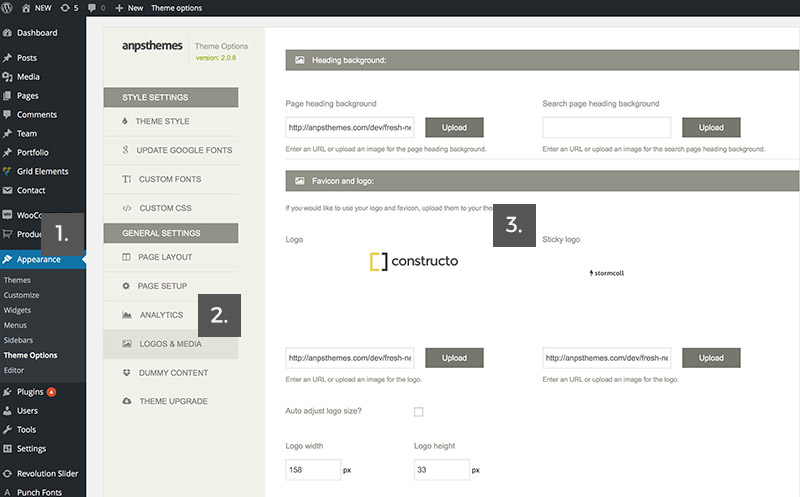 NEW 5 0 + New Theme options
Dashboard
Posts
Media
Pages
Comments
Team
Portfolio
Grid Elements
Contact
WooCo
Produc
1.
Appearance
Themes
Customize
Widgets
Menus
Sidebars
Theme Options
Editor
Plugins 4
Users
Tools
Settings
Revolution Slider
Punch Fonts
anpsthemes
Theme Options
version: 2.0.8
STYLE SETTINGS
THEME STYLE
UPDATE GOOGLE FONTS
CUSTOM FONTS
CUSTOM CSS
GENERAL SETTINGS
PAGE LAYOUT
PAGE SETUP
ANALYTICS
2.
LOGOS & MEDIA
DUMMY CONTENT
THEME UPGRADE
Heading background:
Page heading background
http://anpsthemes.com/dev/fresh-ne
Upload
Enter an URL or upload an image for the page heading background.
Search page heading background
Upload
Enter an URL or upload an image for the search page heading background.
Favicon and logo:
If you would like to use your logo and favicon, upload them to your the
3.
Logo
constructo
http://anpsthemes.com/dev/fresh-ne
Upload
Enter an URL or upload an image for the logo.
Sticky logo
stormcoll
http://anpsthemes.com/dev/fresh-ne
Upload
Enter an URL or upload an image for the logo.
Auto adjust logo size?
Logo width
158 px
Logo height
33 px